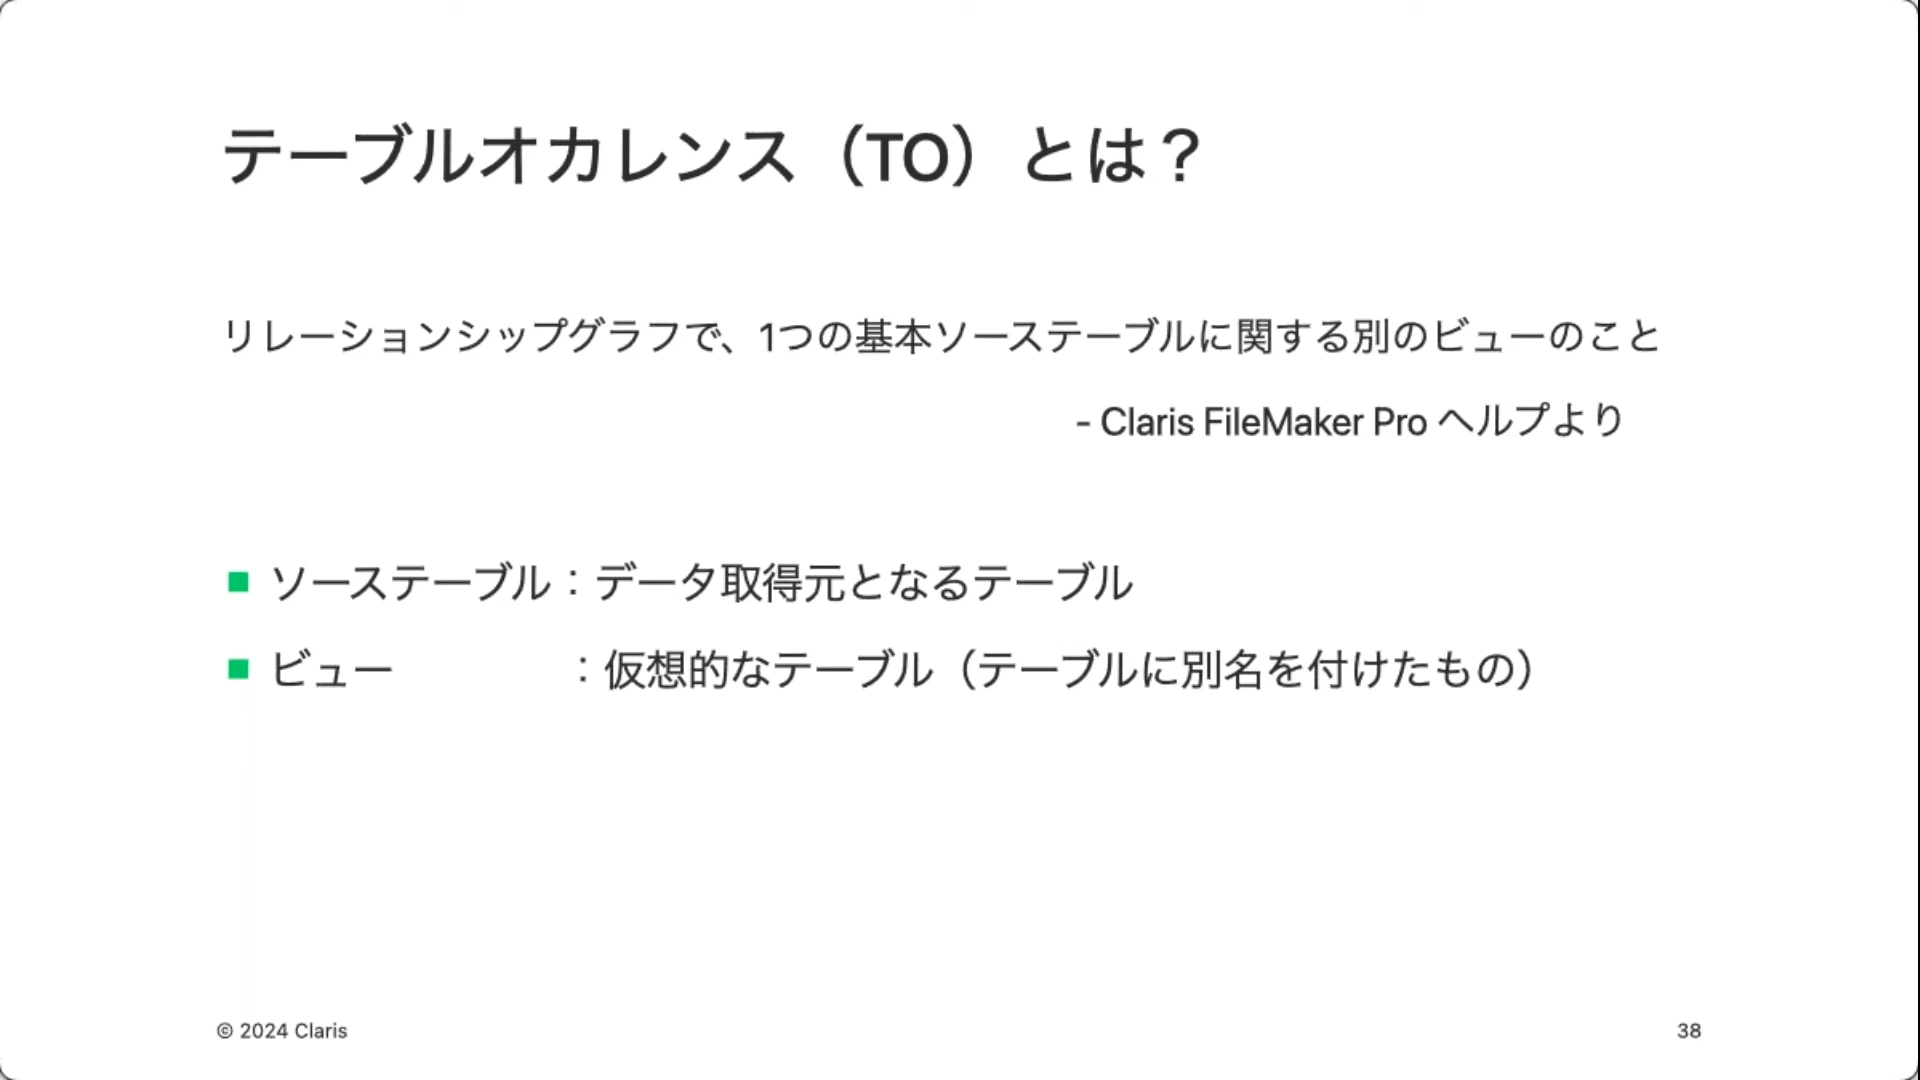 テーブルオカレンス（TO）とは？
リレーションシップグラフで、1つの基本ソーステーブルに関する別のビューのこと
- Claris FileMaker Pro ヘルプより
■ ソーステーブル：データ取得元となるテーブル
■ ビュー　　　　：仮想的なテーブル（テーブルに別名を付けたもの）
© 2024 Claris
38